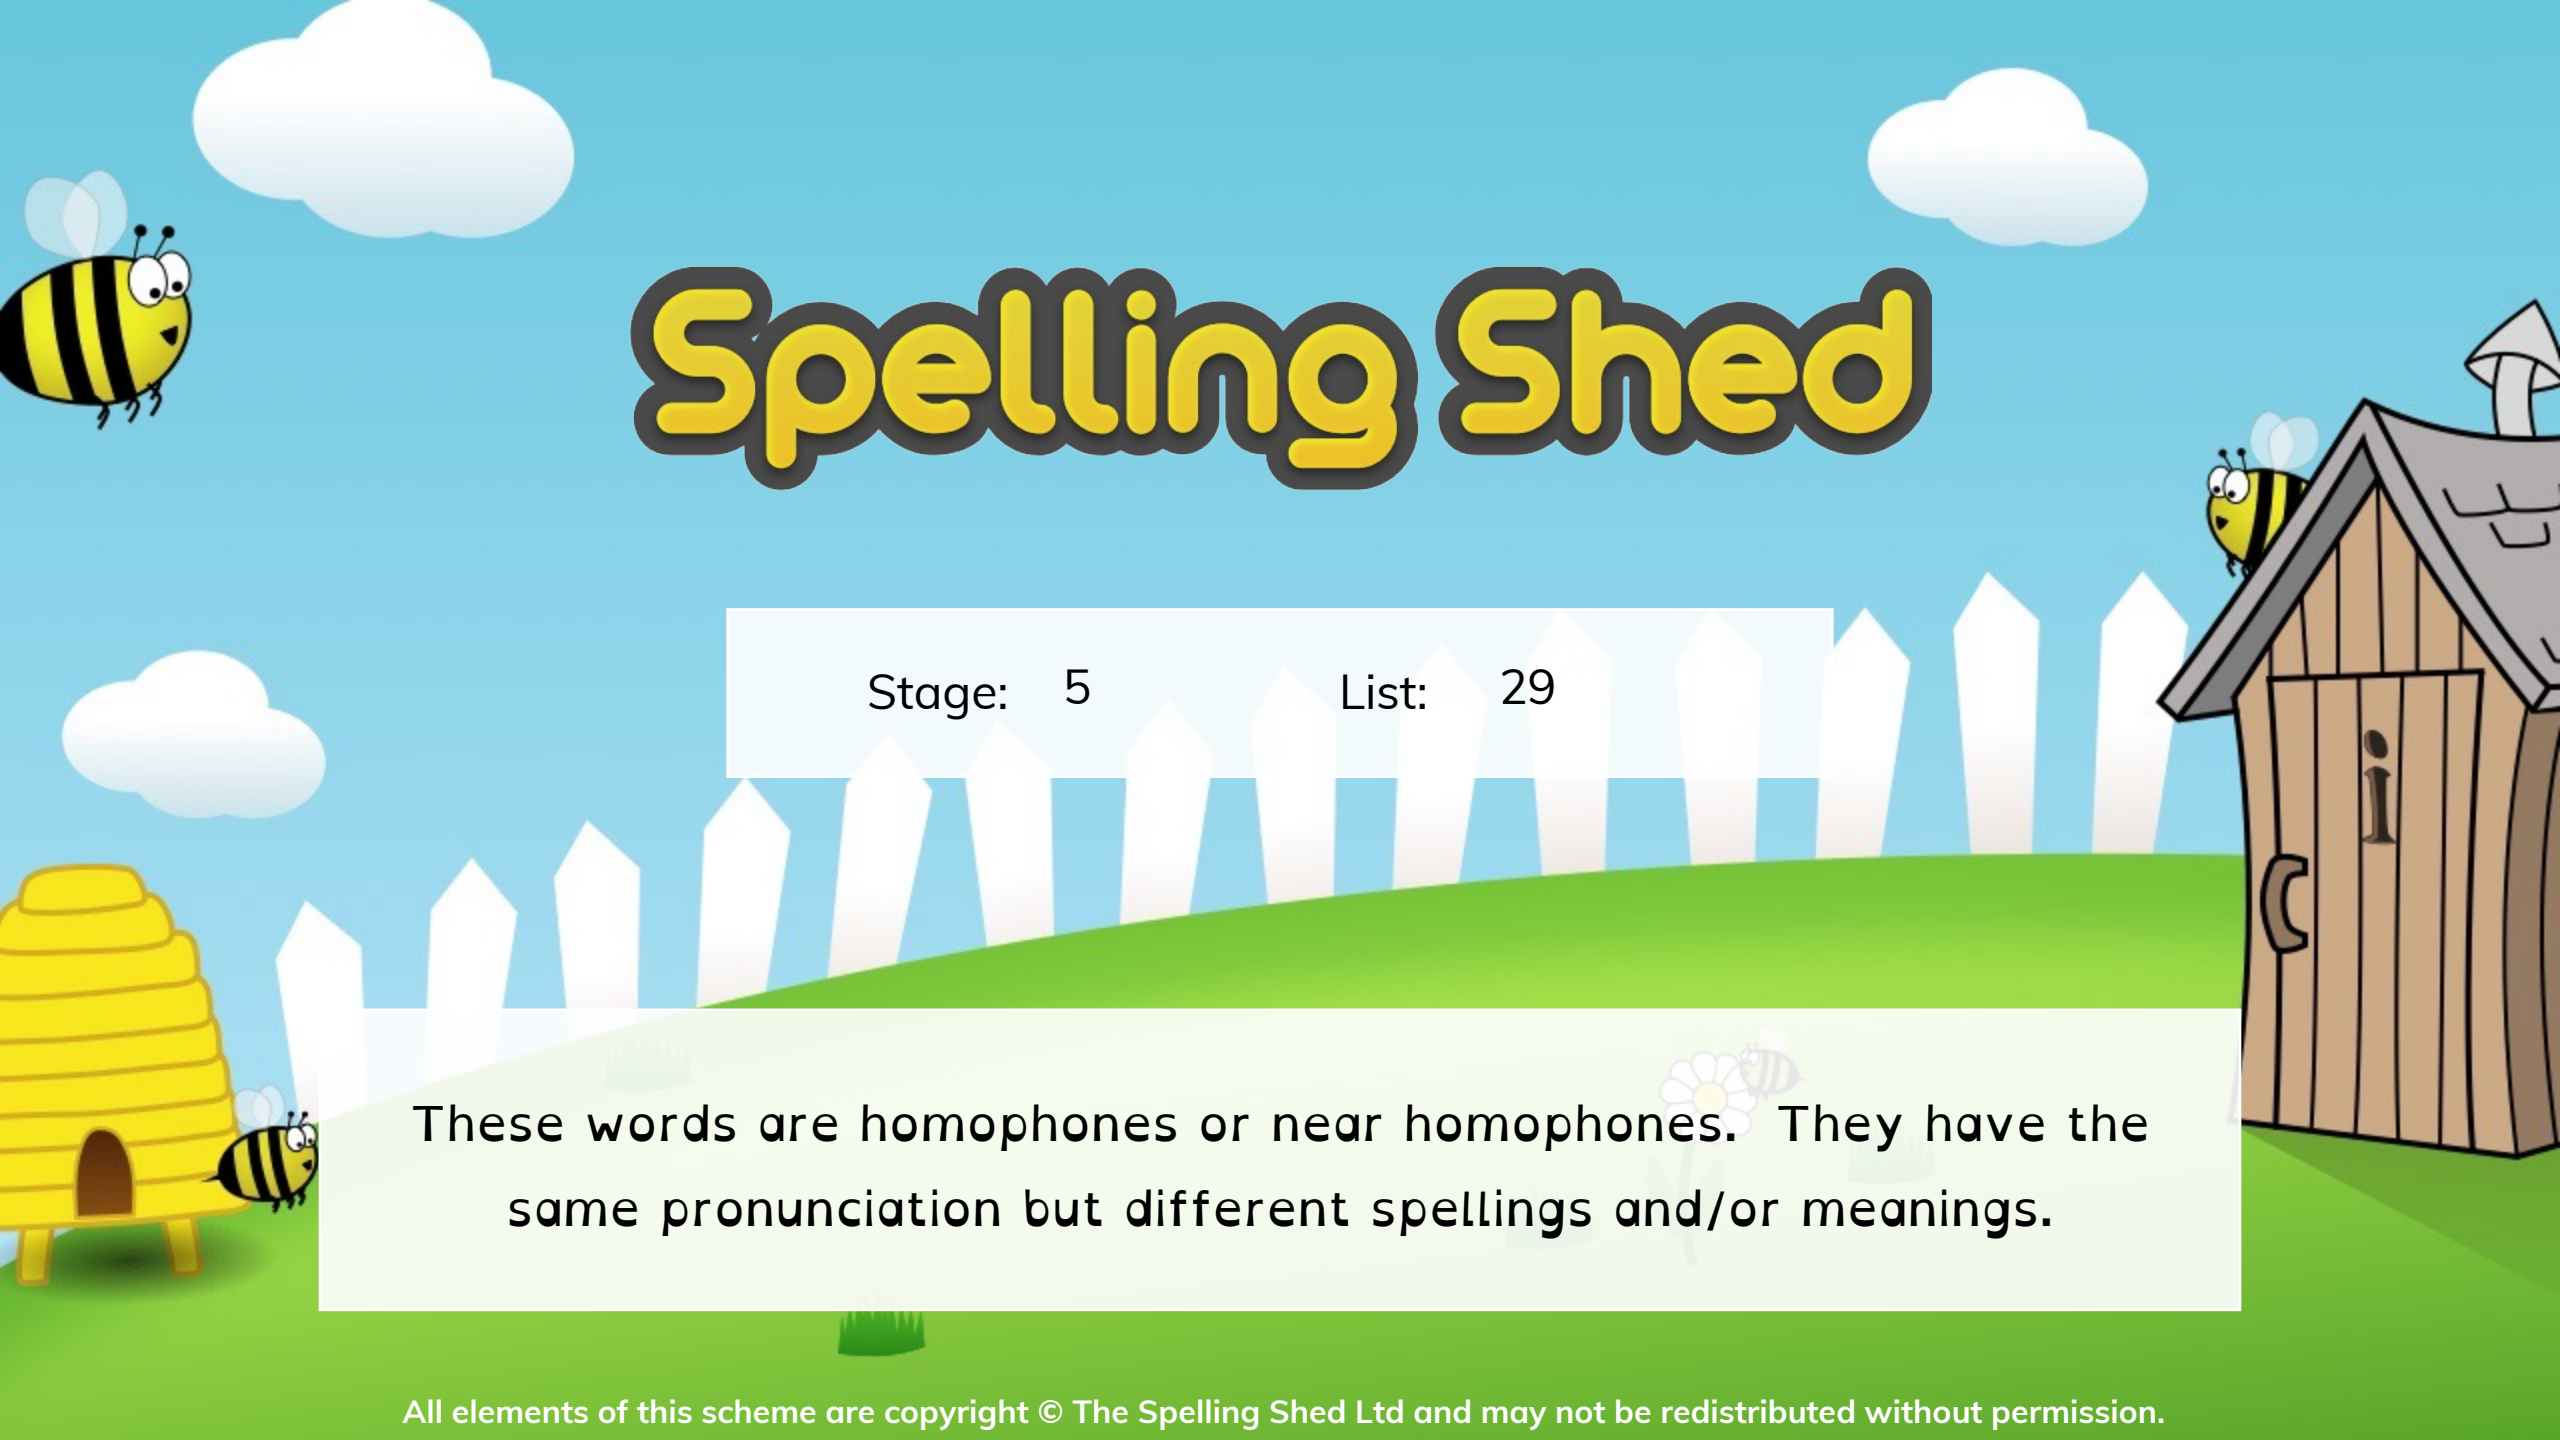 Spelling Shed
Stage: 5 List: 29
i
These words are homophones or near homophones. They have the
same pronunciation but different spellings and/or meanings.
All elements of this scheme are copyright © The Spelling Shed Ltd and may not be redistributed without permission.